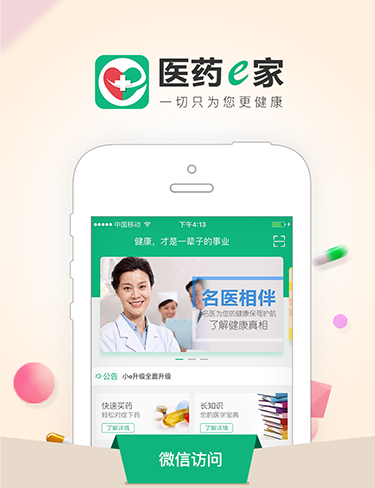 医药e家
一切只为您更健康
中国移动
下午4:13
健康，才是一辈子的事业
名医相伴
名医为您的健康保驾护航
了解健康真相
公告
小e升级全面升级
快速买药
轻松对症下药
了解详情
长知识
您的医学宝典
了解详情
微信访问